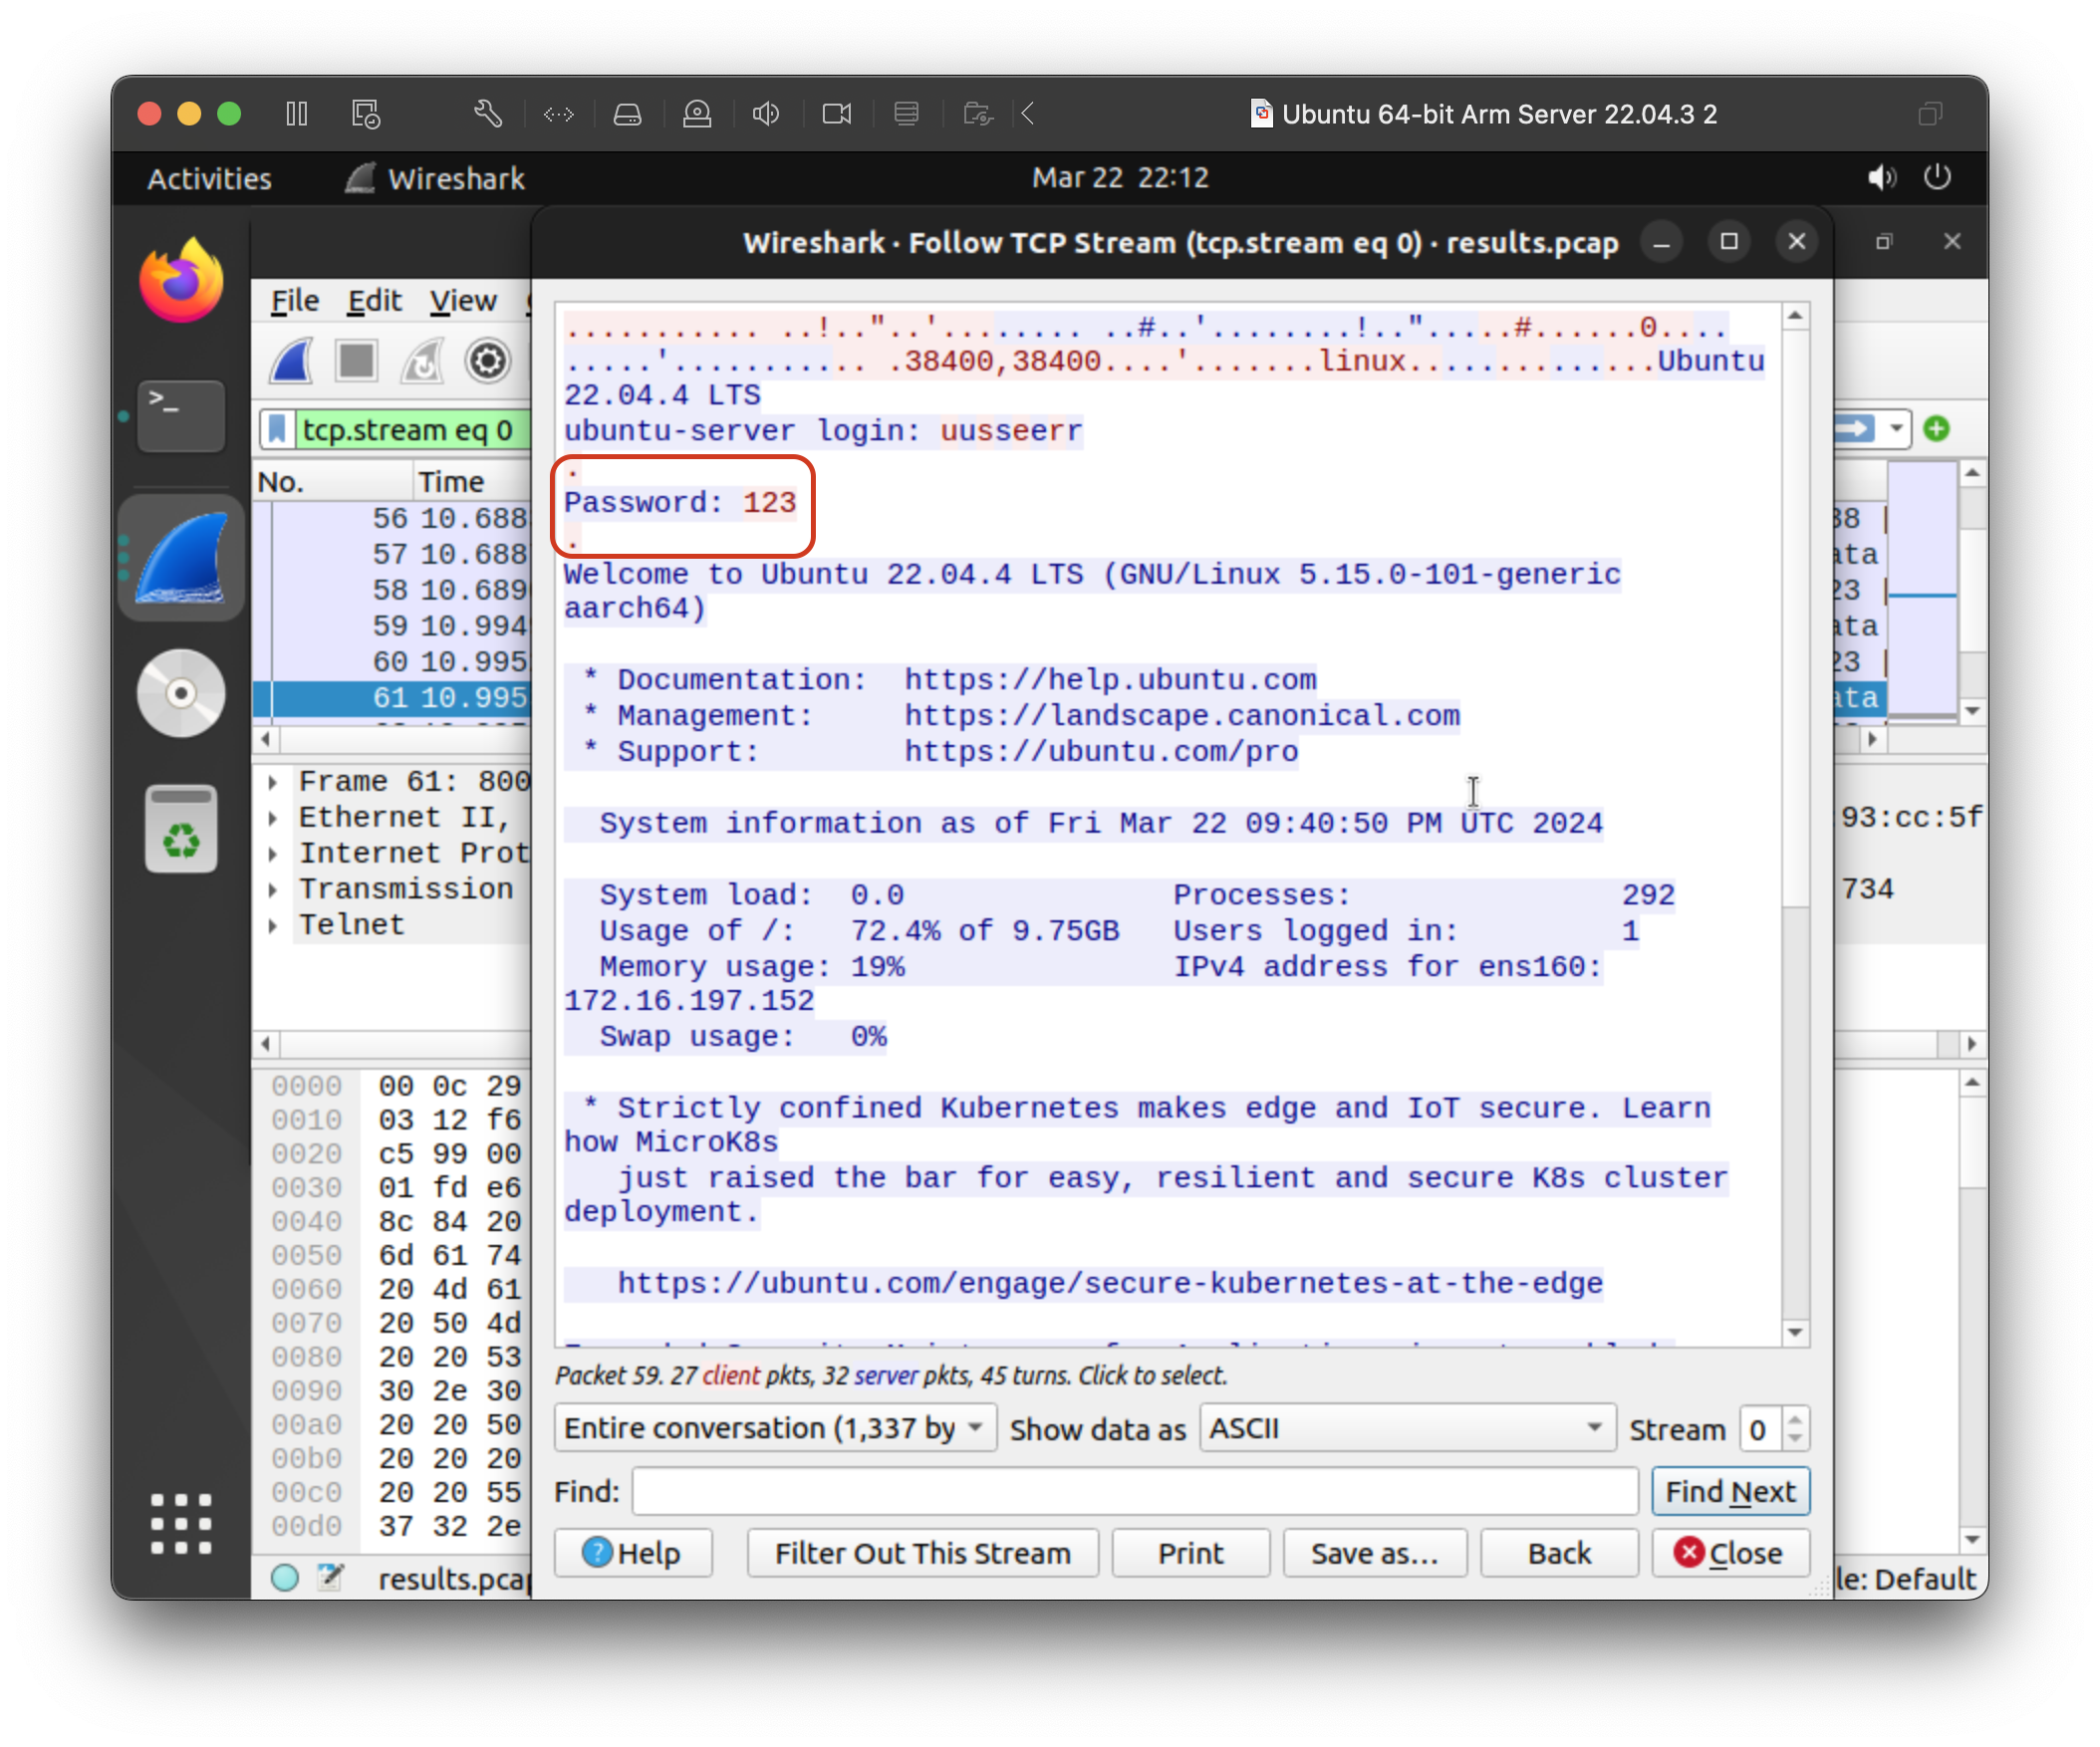 Ubuntu 64-bit Arm Server 22.04.3 2
Activities
Wireshark
Mar 22 22:12
Wireshark · Follow TCP Stream (tcp.stream eq 0) · results.pcap
File Edit View
tcp.stream eq 0
No. Time
56 10.688
57 10.688
58 10.689
59 10.994
60 10.995
61 10.995
38
ata
23
ata
23
ata
Frame 61: 800
Ethernet II,
Internet Prot
Transmission
Telnet
93:cc:5f
734
0000 00 0c 29
0010 03 12 f6
0020 c5 99 00
0030 01 fd e6
0040 8c 84 20
0050 6d 61 74
0060 20 4d 61
0070 20 50 4d
0080 20 20 53
0090 30 2e 30
00a0 20 20 50
00b0 20 20 20
00c0 20 20 55
00d0 37 32 2e
results.pcap
le: Default
........... ..!.."..'........ ..#..'........!..".....#......0....
.....'............ .38400,38400....'.......linux..............Ubuntu
22.04.4 LTS
ubuntu-server login: uusseerr
.
Password: 123
.
Welcome to Ubuntu 22.04.4 LTS (GNU/Linux 5.15.0-101-generic
aarch64)
* Documentation: https://help.ubuntu.com
* Management: https://landscape.canonical.com
* Support: https://ubuntu.com/pro
System information as of Fri Mar 22 09:40:50 PM UTC 2024
System load: 0.0 Processes: 292
Usage of /: 72.4% of 9.75GB Users logged in: 1
Memory usage: 19% IPv4 address for ens160:
172.16.197.152
Swap usage: 0%
* Strictly confined Kubernetes makes edge and IoT secure. Learn
how MicroK8s
just raised the bar for easy, resilient and secure K8s cluster
deployment.
https://ubuntu.com/engage/secure-kubernetes-at-the-edge
Packet 59. 27 client pkts, 32 server pkts, 45 turns. Click to select.
Entire conversation (1,337 by Show data as ASCII Stream 0
Find: Find Next
Help Filter Out This Stream Print Save as... Back Close